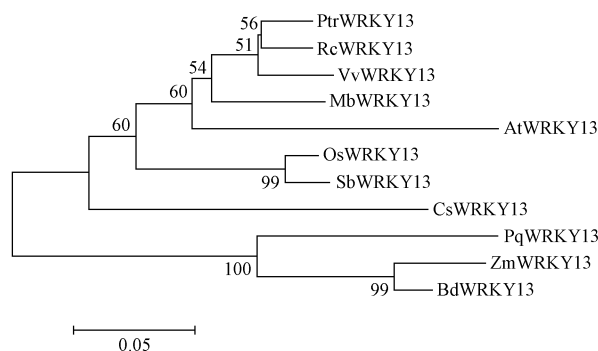 56
PtrWRKY13
51
RcWRKY13
54
VvWRKY13
60
MbWRKY13
60
AtWRKY13
OsWRKY13
99
SbWRKY13
CsWRKY13
PqWRKY13
100
ZmWRKY13
99
BdWRKY13
0.05